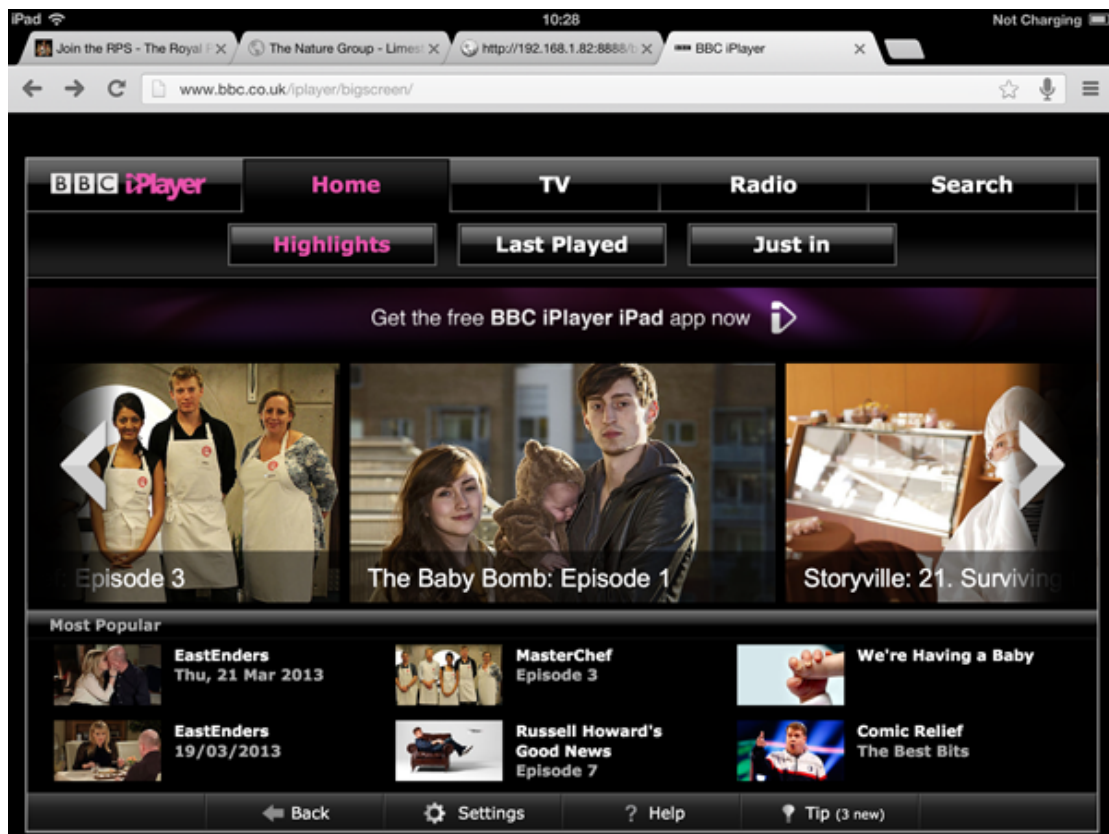 iPad 10:28 Not Charging
Join the RPS - The Royal
The Nature Group - Limes
http://192.168.1.82:8888/
BBC iPlayer
www.bbc.co.uk/iplayer/bigscreen/
BBC iPlayer Home TV Radio Search
Highlights Last Played Just in
Get the free BBC iPlayer iPad app now
: Episode 3
The Baby Bomb: Episode 1
Storyville: 21. Surviving
Most Popular
EastEnders
Thu, 21 Mar 2013
MasterChef
Episode 3
We're Having a Baby
EastEnders
19/03/2013
Russell Howard's
Good News
Episode 7
Comic Relief
The Best Bits
Back Settings ? Help Tip (3 new)